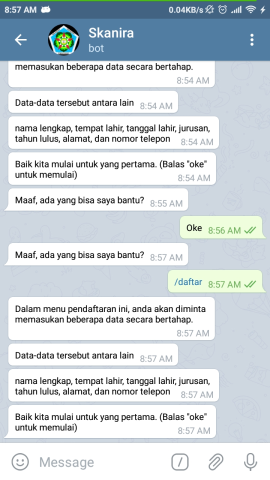 8:57 AM
0.04KB/s
Skanira
bot
memasukan beberapa data secara bertahap.
8:54 AM
Data-data tersebut antara lain 8:54 AM
nama lengkap, tempat lahir, tanggal lahir, jurusan,
tahun lulus, alamat, dan nomor telepon 8:54 AM
Baik kita mulai untuk yang pertama. (Balas "oke"
untuk memulai)
8:54 AM
Maaf, ada yang bisa saya bantu? 8:55 AM
Oke 8:56 AM
Maaf, ada yang bisa saya bantu? 8:57 AM
/daftar 8:57 AM
Dalam menu pendaftaran ini, anda akan diminta
memasukan beberapa data secara bertahap.
8:57 AM
Data-data tersebut antara lain 8:57 AM
nama lengkap, tempat lahir, tanggal lahir, jurusan,
tahun lulus, alamat, dan nomor telepon 8:57 AM
Baik kita mulai untuk yang pertama. (Balas "oke"
untuk memulai)
8:57 AM
Message